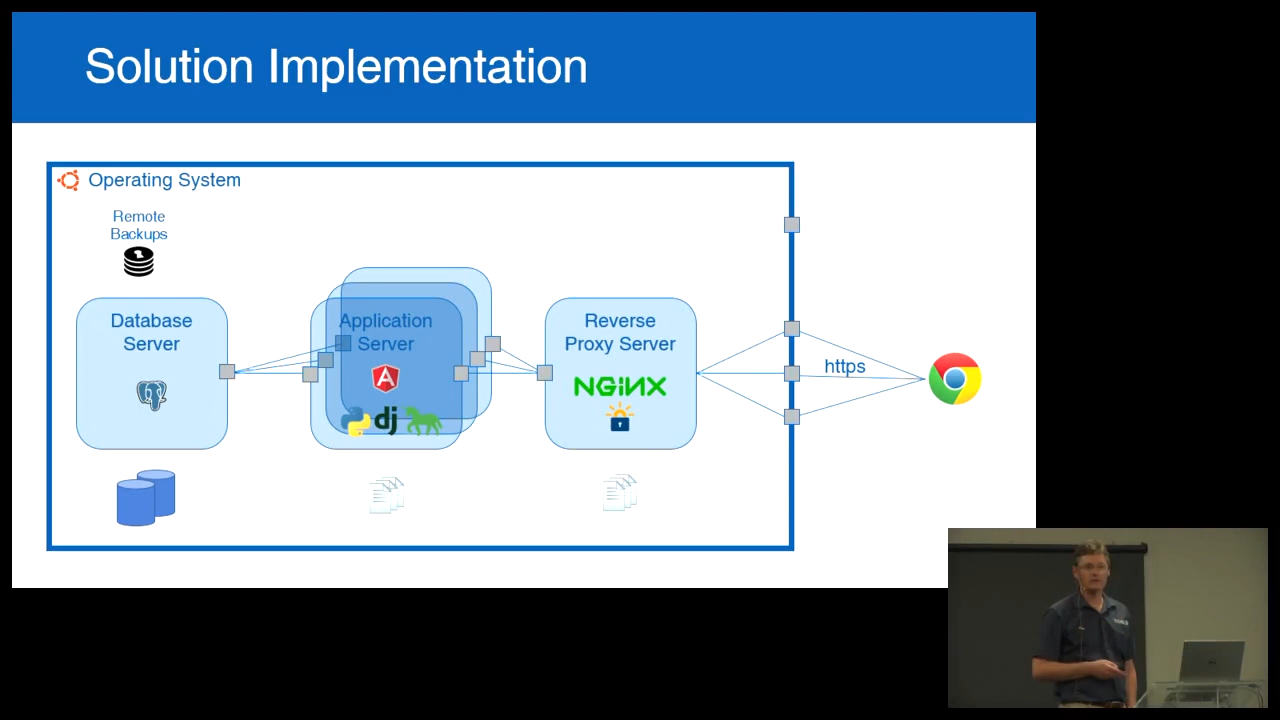 Solution Implementation
Operating System
Remote
Backups
Database
Server
Application
Server
dj
Reverse
Proxy Server
NGINX
https